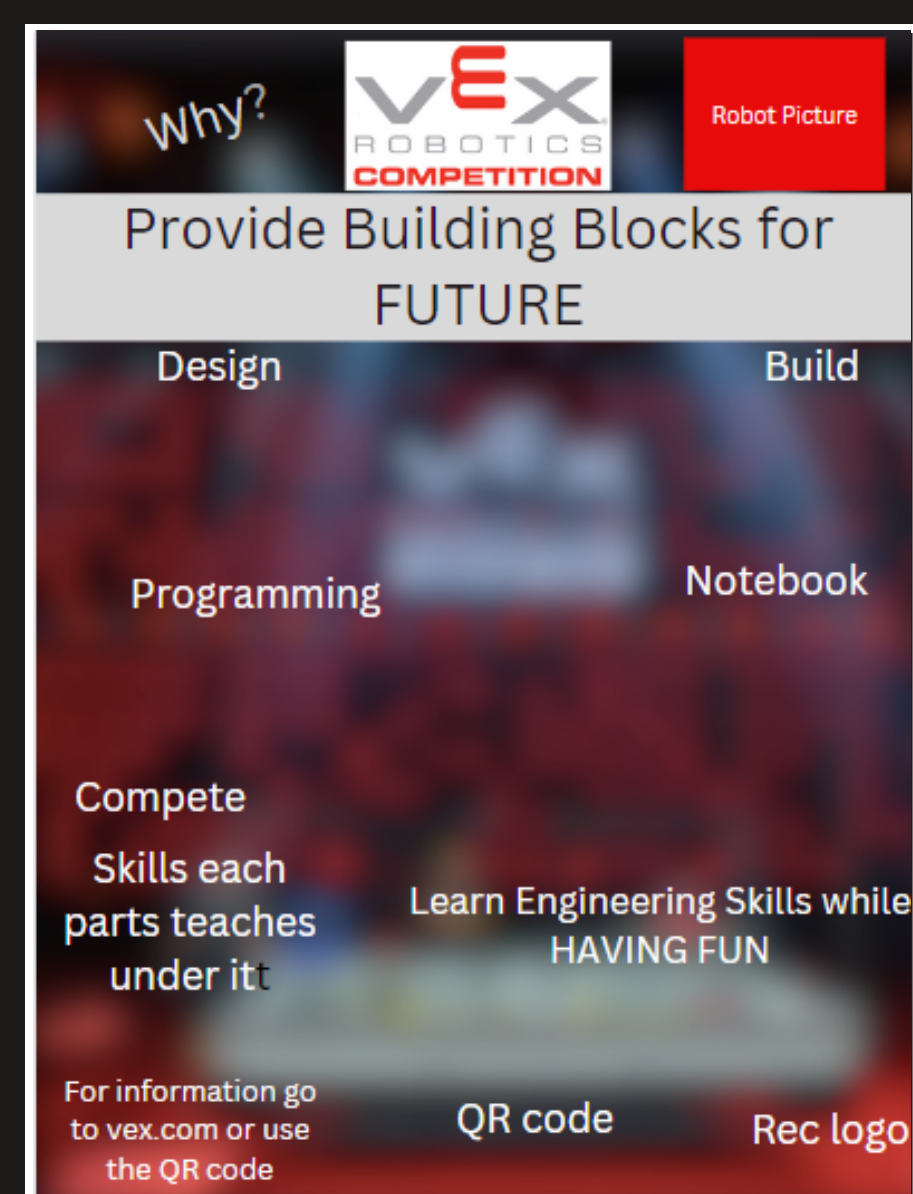 Why?
VEX
ROBOTICS
COMPETITION
Robot Picture
Provide Building Blocks for
FUTURE
Design
Build
Programming
Notebook
Compete
Skills each
parts teaches
under itt
Learn Engineering Skills while
HAVING FUN
For information go
to vex.com or use
the QR code
QR code
Rec logo